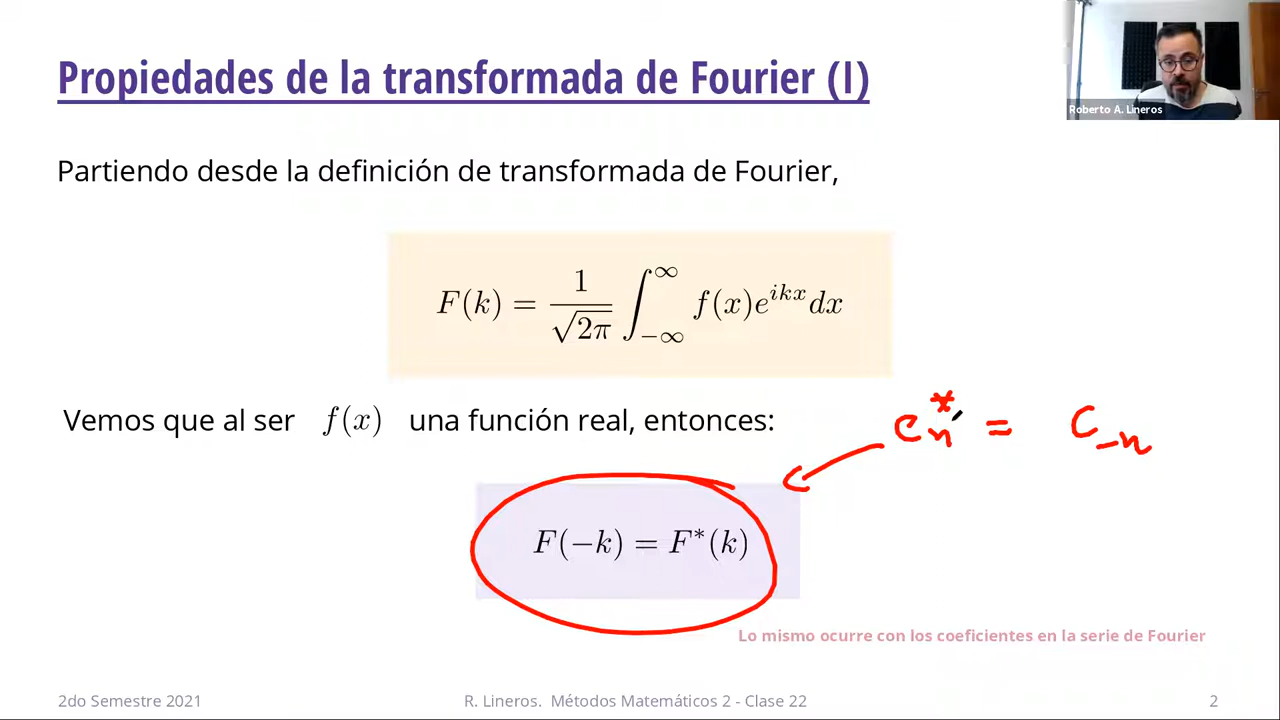 Propiedades de la transformada de Fourier (I)
Roberto A. Lineros
Partiendo desde la definición de transformada de Fourier,
F(k) = \frac{1}{\sqrt{2\pi}} \int_{-\infty}^{\infty} f(x)e^{ikx}dx
Vemos que al ser f(x) una función real, entonces:
c_n^* = c_{-n}
F(−k) = F^*(k)
Lo mismo ocurre con los coeficientes en la serie de Fourier
2do Semestre 2021
R. Lineros. Métodos Matemáticos 2 - Clase 22
2